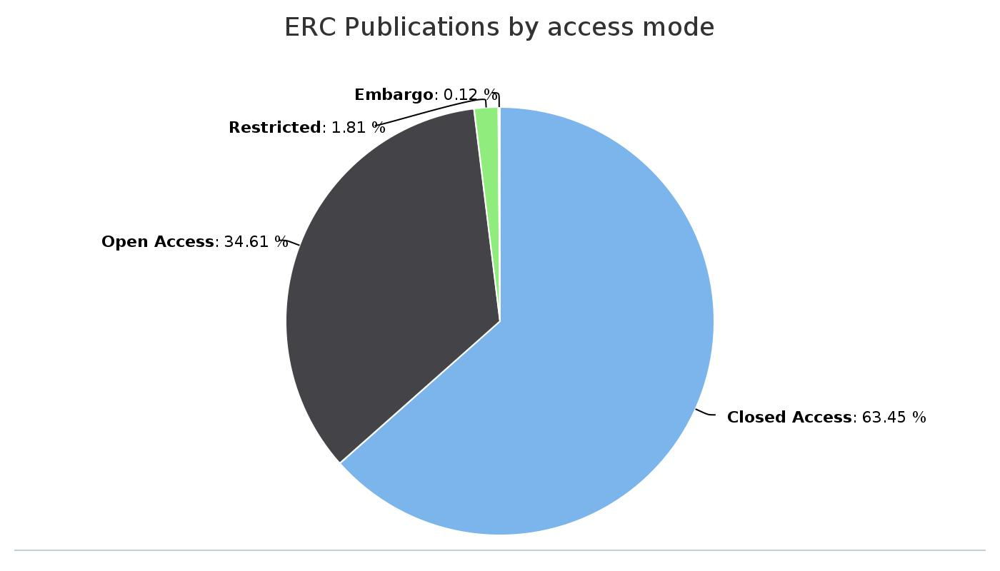 ERC Publications by access mode
Embargo: 0.12 %
Restricted: 1.81 %
Open Access: 34.61 %
Closed Access: 63.45 %